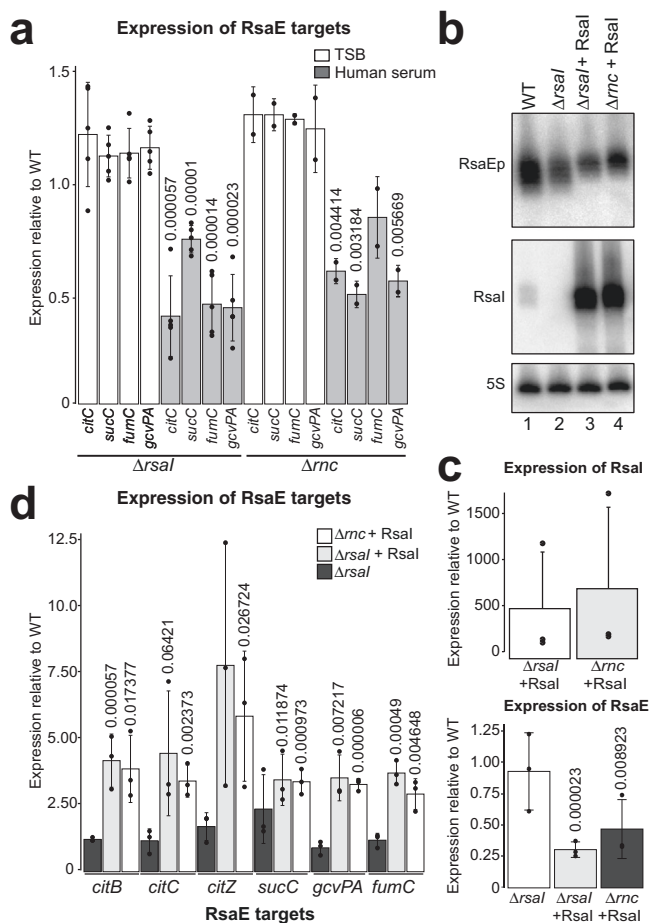 a
Expression of RsaE targets
TSB
Human serum
Expression relative to WT
1.5
1.0
0.5
0
0.000057
0.00001
0.000014
0.000023
0.004414
0.003184
0.005669
citC
sucC
fumC
gcvPA
citC
sucC
fumC
gcvPA
citC
sucC
fumC
gcvPA
citC
sucC
fumC
gcvPA
ΔrsaI
Δrnc
b
WT
ΔrsaI
ΔrsaI + RsaI
Δrnc + RsaI
RsaEp
RsaI
5S
1 2 3 4
c
Expression of RsaI
Expression relative to WT
1500
1000
500
0
ΔrsaI
+RsaI
Δrnc
+RsaI
Expression of RsaE
Expression relative to WT
1.25
0.75
0.50
0.25
0.00
0.000023
0.008923
ΔrsaI
ΔrsaI
+RsaI
Δrnc
+RsaI
d
Expression of RsaE targets
Δrnc + RsaI
ΔrsaI + RsaI
ΔrsaI
Expression relative to WT
12.5
10.0
7.50
5.00
2.50
0
0.000057
0.017377
0.06421
0.002373
0.026724
0.011874
0.000973
0.007217
0.000006
0.00049
0.004648
citB
citC
citZ
sucC
gcvPA
fumC
RsaE targets